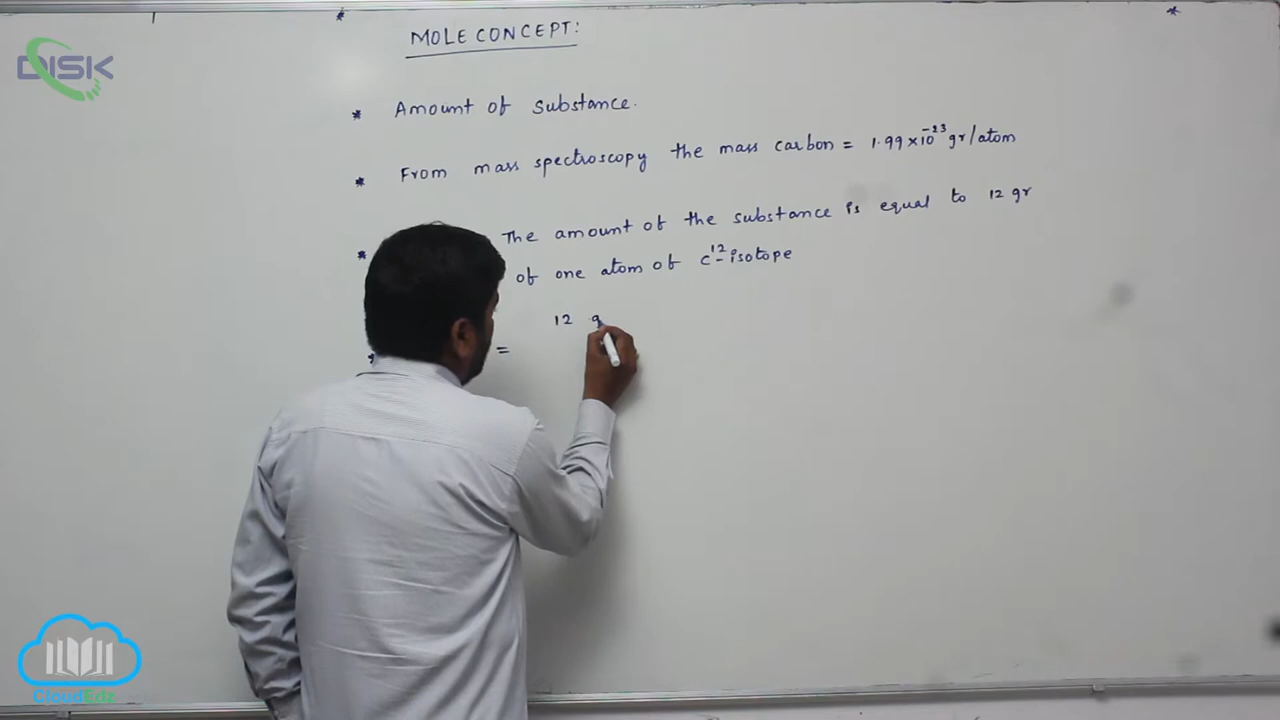 DISK
MOLE CONCEPT:
* Amount of substance.
* From mass spectroscopy the mass carbon = 1.99×10⁻²³ gr/atom
* The amount of the substance is equal to 12 gr
of one atom of C¹²-isotope
12 g
=
CloudEdz